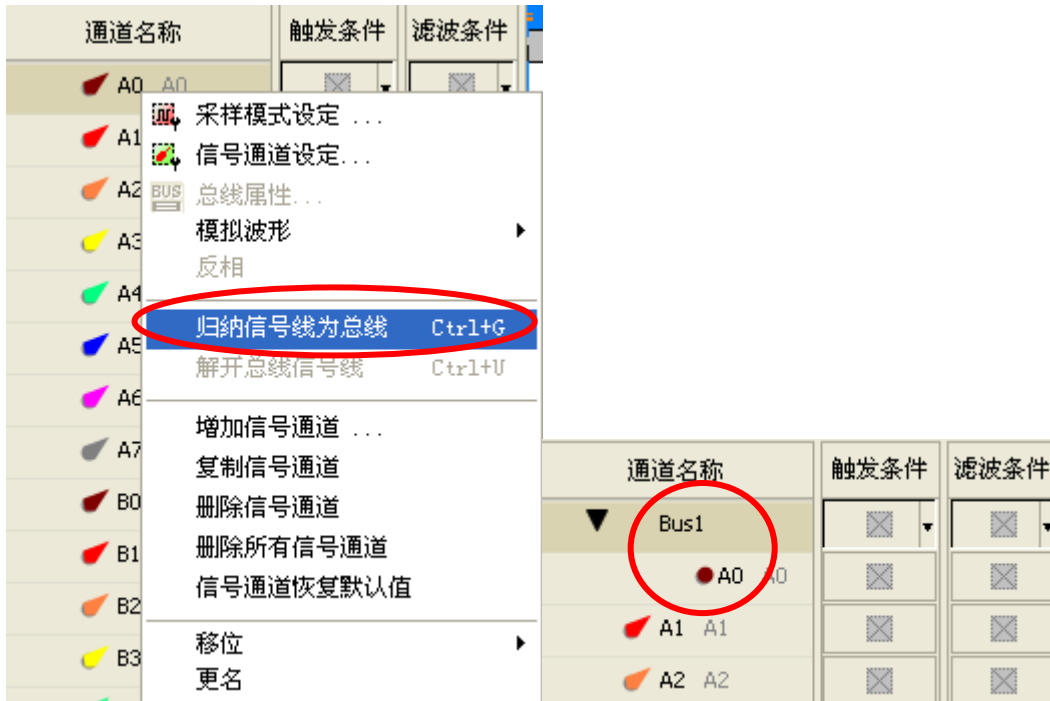 通道名称 触发条件 滤波条件
A0 A0
采样模式设定 ...
A1
信号通道设定...
A2
BUS 总线属性...
模拟波形
A3
反相
A4
归纳信号线为总线 Ctrl+G
A5
解开总线信号线 Ctrl+U
A6
增加信号通道 ...
A7
复制信号通道
B0
删除信号通道
B1
删除所有信号通道
信号通道恢复默认值
B2
移位
B3
更名
通道名称 触发条件 滤波条件
Bus1
A0 A0
A1 A1
A2 A2